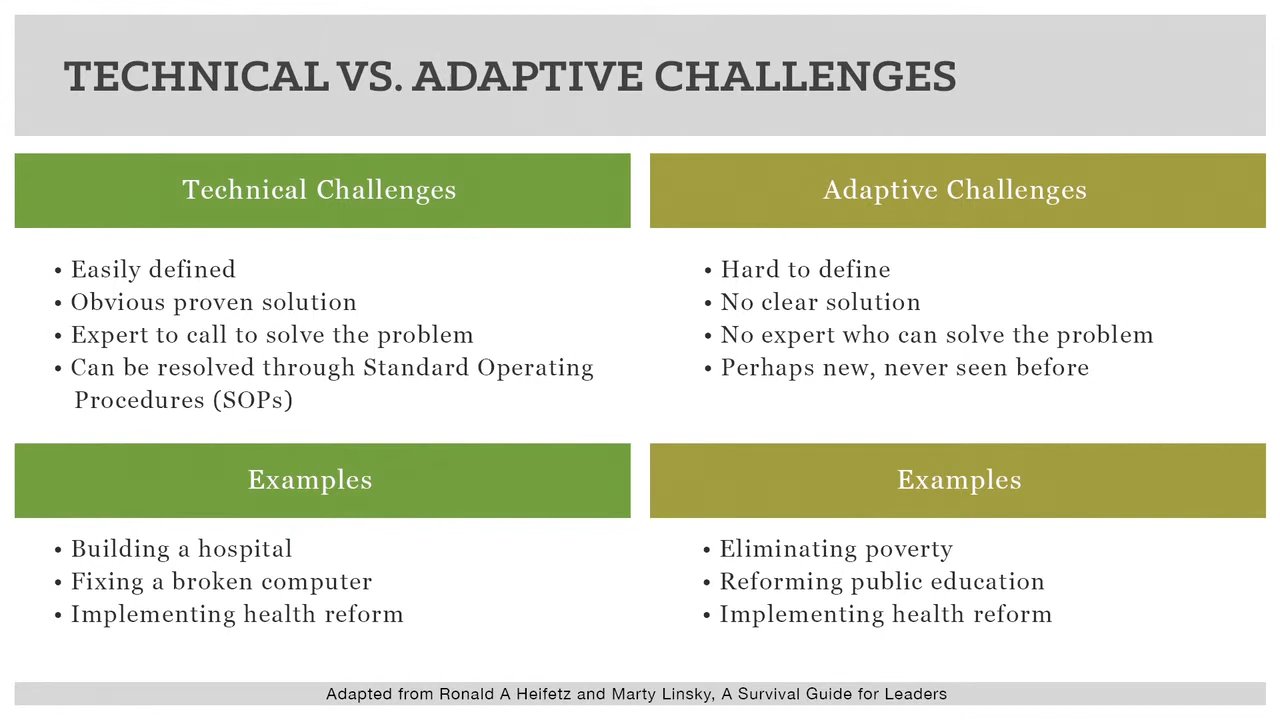 TECHNICAL VS. ADAPTIVE CHALLENGES
Technical Challenges
• Easily defined
• Obvious proven solution
• Expert to call to solve the problem
• Can be resolved through Standard Operating
Procedures (SOPs)
Adaptive Challenges
• Hard to define
• No clear solution
• No expert who can solve the problem
• Perhaps new, never seen before
Examples
• Building a hospital
• Fixing a broken computer
• Implementing health reform
Examples
• Eliminating poverty
• Reforming public education
• Implementing health reform
Adapted from Ronald A Heifetz and Marty Linsky, A Survival Guide for Leaders